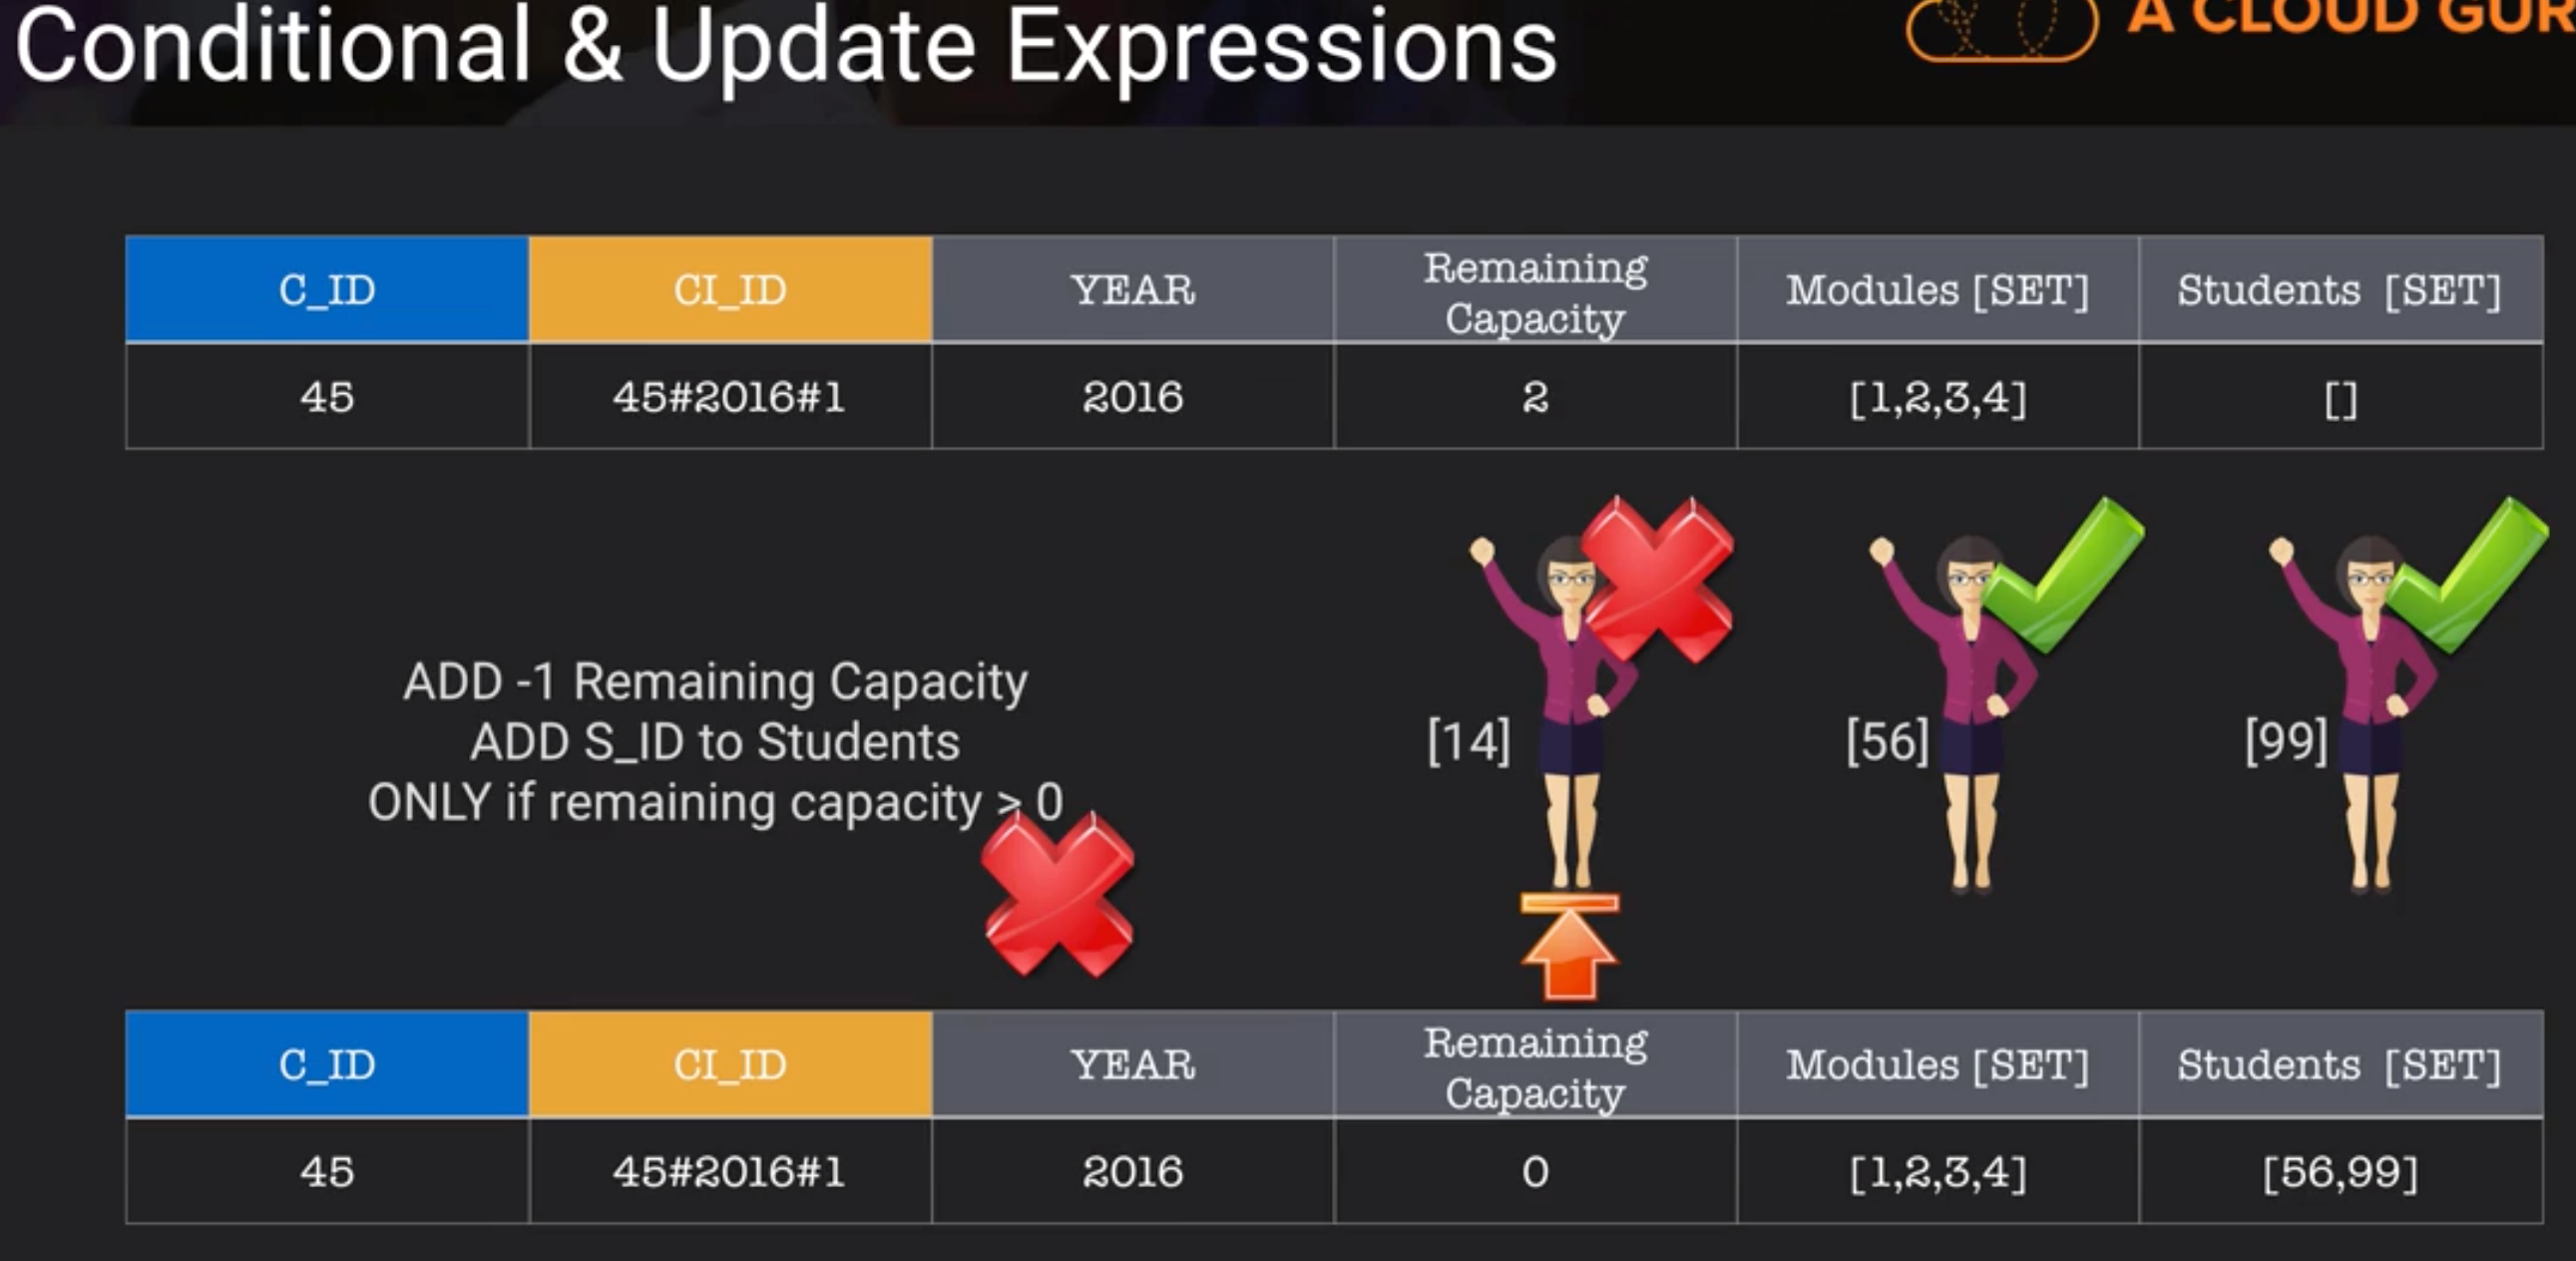 Conditional & Update Expressions
A CLOUD GUR
C_ID CI_ID YEAR Remaining Capacity Modules [SET] Students [SET]
45 45#2016#1 2016 2 [1,2,3,4] []
ADD -1 Remaining Capacity
ADD S_ID to Students
ONLY if remaining capacity > 0
[14] [56] [99]
C_ID CI_ID YEAR Remaining Capacity Modules [SET] Students [SET]
45 45#2016#1 2016 0 [1,2,3,4] [56,99]